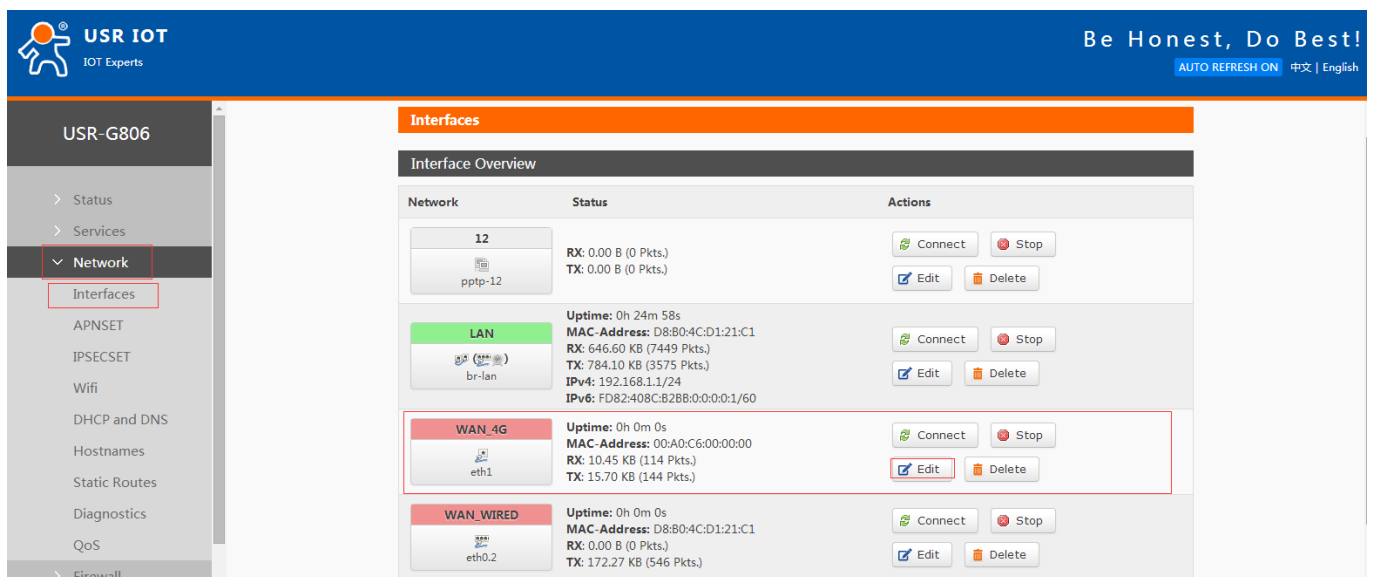 USR IOT
IOT Experts
®
Be Honest, Do Best!
AUTO REFRESH ON 中文 | English
USR-G806
Status
Services
Network
Interfaces
APNSET
IPSECSET
Wifi
DHCP and DNS
Hostnames
Static Routes
Diagnostics
QoS
Firewall
Interfaces
Interface Overview
Network Status Actions
12
pptp-12
RX: 0.00 B (0 Pkts.)
TX: 0.00 B (0 Pkts.)
Connect Stop
Edit Delete
LAN
br-lan
Uptime: 0h 24m 58s
MAC-Address: D8:B0:4C:D1:21:C1
RX: 646.60 KB (7449 Pkts.)
TX: 784.10 KB (3575 Pkts.)
IPv4: 192.168.1.1/24
IPv6: FD82:408C:B2BB:0:0:0:0:1/60
Connect Stop
Edit Delete
WAN_4G
eth1
Uptime: 0h 0m 0s
MAC-Address: 00:A0:C6:00:00:00
RX: 10.45 KB (114 Pkts.)
TX: 15.70 KB (144 Pkts.)
Connect Stop
Edit Delete
WAN_WIRED
eth0.2
Uptime: 0h 0m 0s
MAC-Address: D8:B0:4C:D1:21:C1
RX: 0.00 B (0 Pkts.)
TX: 172.27 KB (546 Pkts.)
Connect Stop
Edit Delete